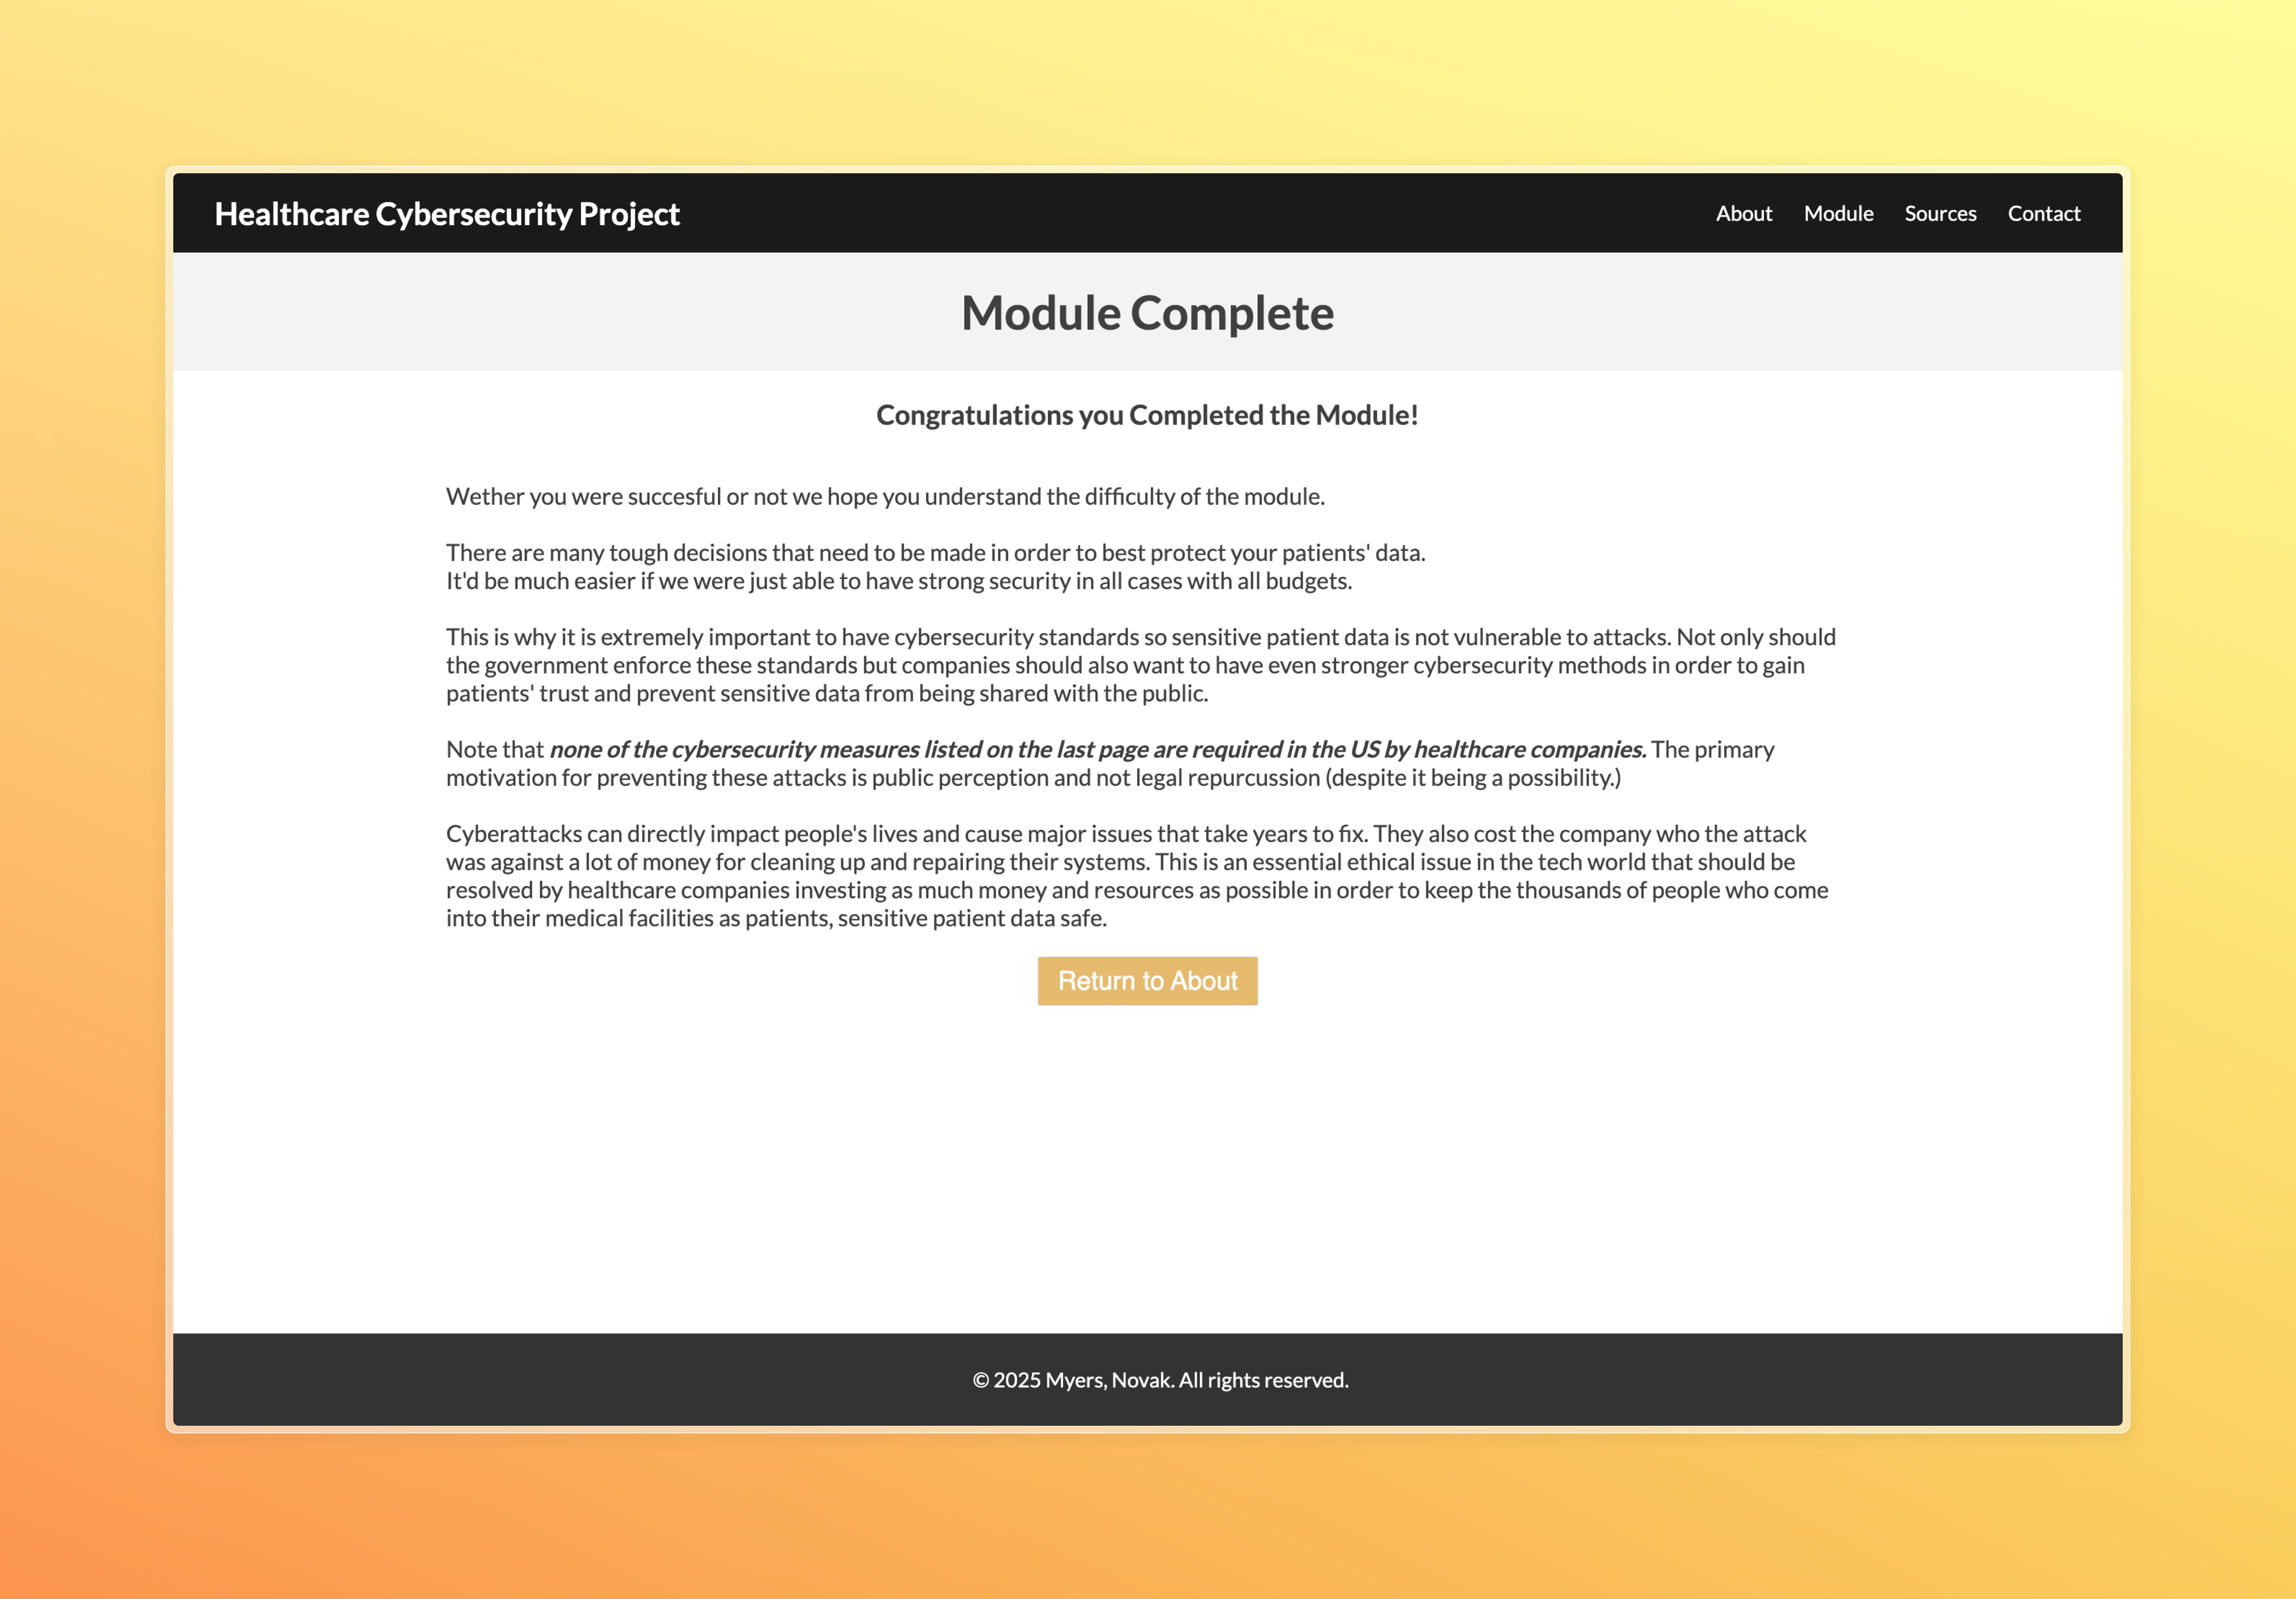 Healthcare Cybersecurity Project
About
Module
Sources
Contact
Module Complete
Congratulations you Completed the Module!
Wether you were succesful or not we hope you understand the difficulty of the module.
There are many tough decisions that need to be made in order to best protect your patients' data.
It'd be much easier if we were just able to have strong security in all cases with all budgets.
This is why it is extremely important to have cybersecurity standards so sensitive patient data is not vulnerable to attacks. Not only should
the government enforce these standards but companies should also want to have even stronger cybersecurity methods in order to gain
patients' trust and prevent sensitive data from being shared with the public.
Note that none of the cybersecurity measures listed on the last page are required in the US by healthcare companies. The primary
motivation for preventing these attacks is public perception and not legal repurcussion (despite it being a possibility.)
Cyberattacks can directly impact people's lives and cause major issues that take years to fix. They also cost the company who the attack
was against a lot of money for cleaning up and repairing their systems. This is an essential ethical issue in the tech world that should be
resolved by healthcare companies investing as much money and resources as possible in order to keep the thousands of people who come
into their medical facilities as patients, sensitive patient data safe.
Return to About
© 2025 Myers, Novak. All rights reserved.